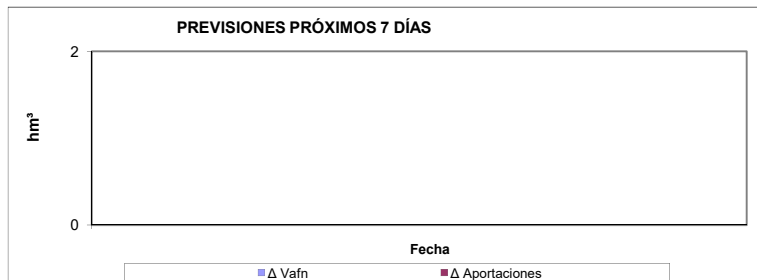 PREVISIONES PRÓXIMOS 7 DÍAS
2
hm³
0
Fecha
Δ Vafn Δ Aportaciones